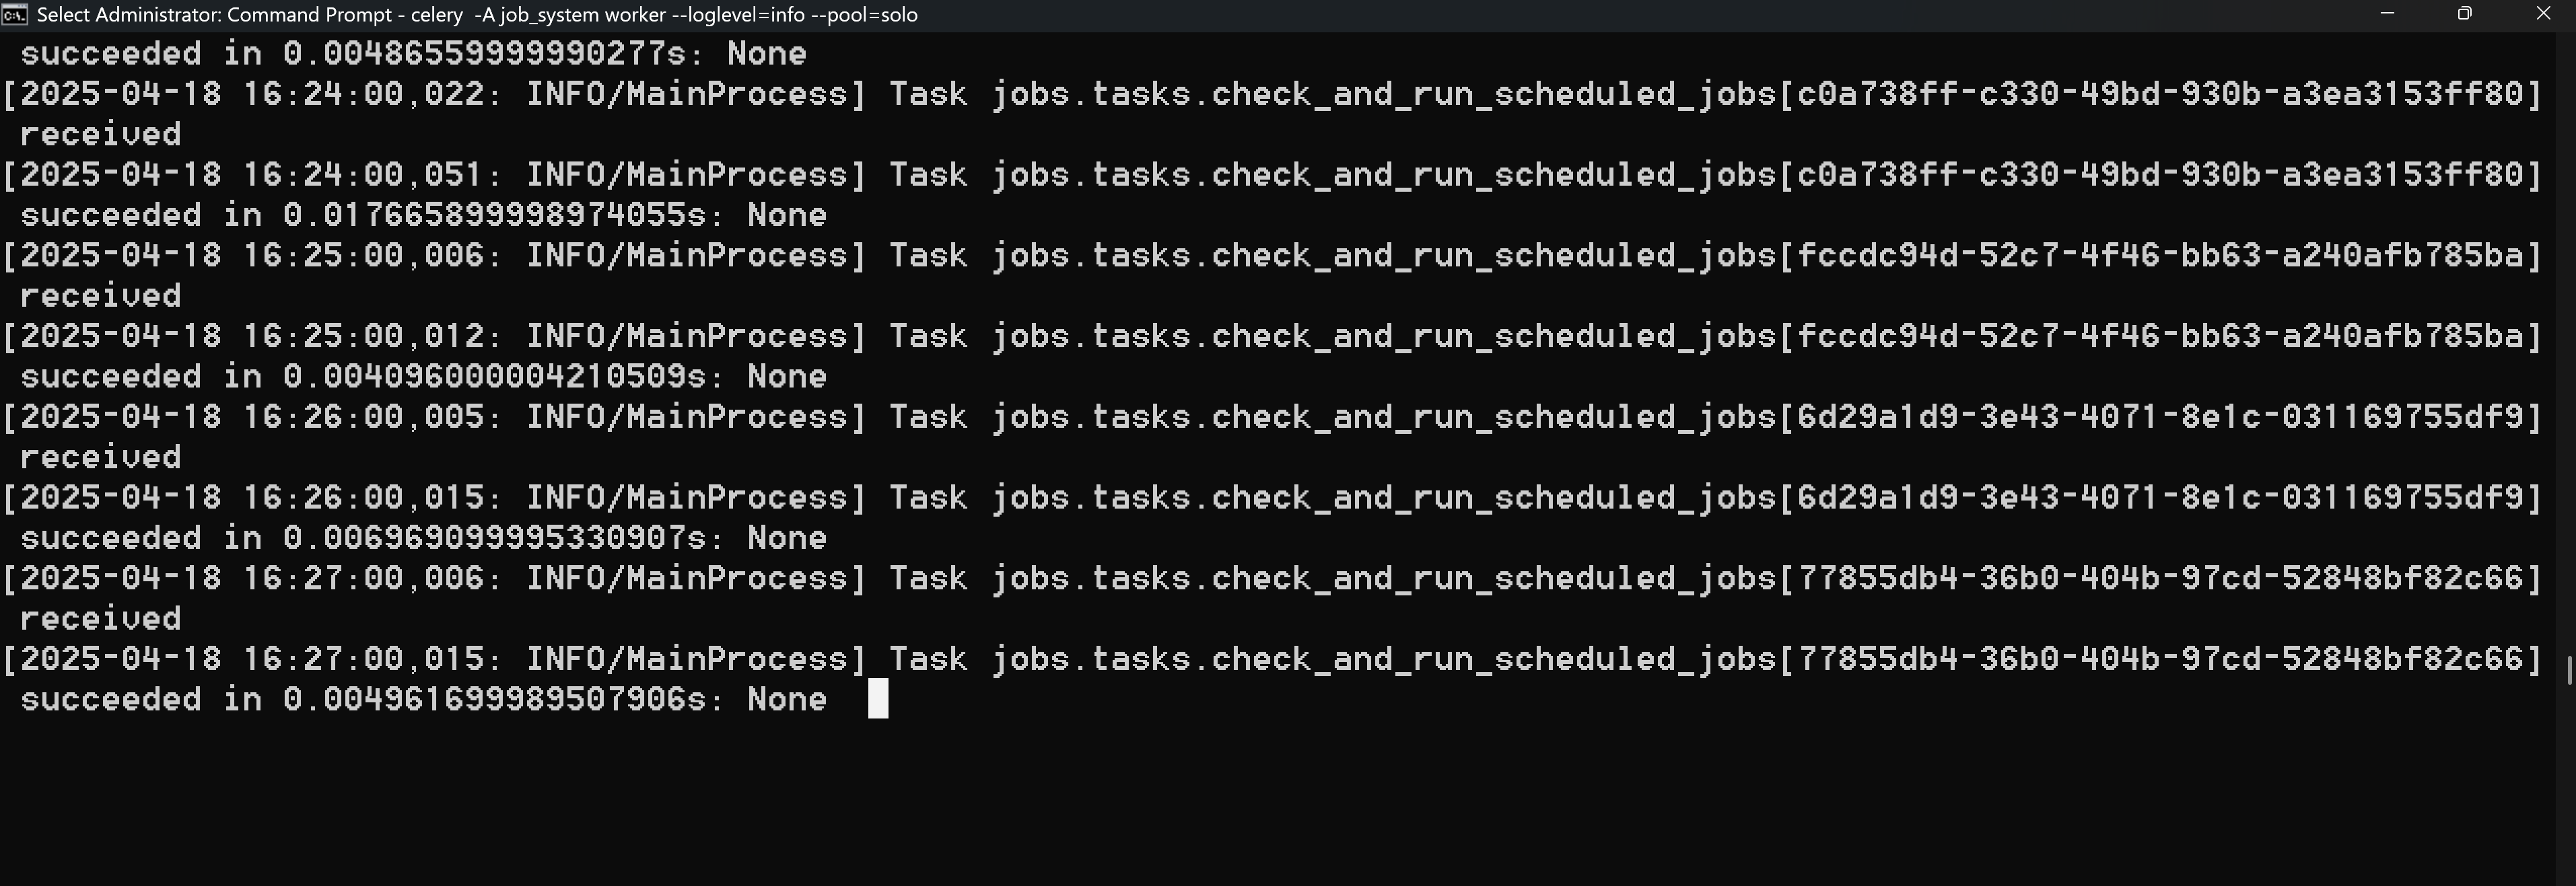 Select Administrator: Command Prompt - celery  -A job_system worker --loglevel=info --pool=solo
succeeded in 0.0048655999999990277s: None
[2025-04-18 16:24:00,022: INFO/MainProcess] Task jobs.tasks.check_and_run_scheduled_jobs[c0a738ff-c330-49bd-930b-a3ea3153ff80]
received
[2025-04-18 16:24:00,051: INFO/MainProcess] Task jobs.tasks.check_and_run_scheduled_jobs[c0a738ff-c330-49bd-930b-a3ea3153ff80]
succeeded in 0.017665899998974055s: None
[2025-04-18 16:25:00,006: INFO/MainProcess] Task jobs.tasks.check_and_run_scheduled_jobs[fccdc94d-52c7-4f46-bb63-a240afb785ba]
received
[2025-04-18 16:25:00,012: INFO/MainProcess] Task jobs.tasks.check_and_run_scheduled_jobs[fccdc94d-52c7-4f46-bb63-a240afb785ba]
succeeded in 0.004096000004210509s: None
[2025-04-18 16:26:00,005: INFO/MainProcess] Task jobs.tasks.check_and_run_scheduled_jobs[6d29a1d9-3e43-4071-8e1c-031169755df9]
received
[2025-04-18 16:26:00,015: INFO/MainProcess] Task jobs.tasks.check_and_run_scheduled_jobs[6d29a1d9-3e43-4071-8e1c-031169755df9]
succeeded in 0.006969099995330907s: None
[2025-04-18 16:27:00,006: INFO/MainProcess] Task jobs.tasks.check_and_run_scheduled_jobs[77855db4-36b0-404b-97cd-52848bf82c66]
received
[2025-04-18 16:27:00,015: INFO/MainProcess] Task jobs.tasks.check_and_run_scheduled_jobs[77855db4-36b0-404b-97cd-52848bf82c66]
succeeded in 0.004961699989507906s: None